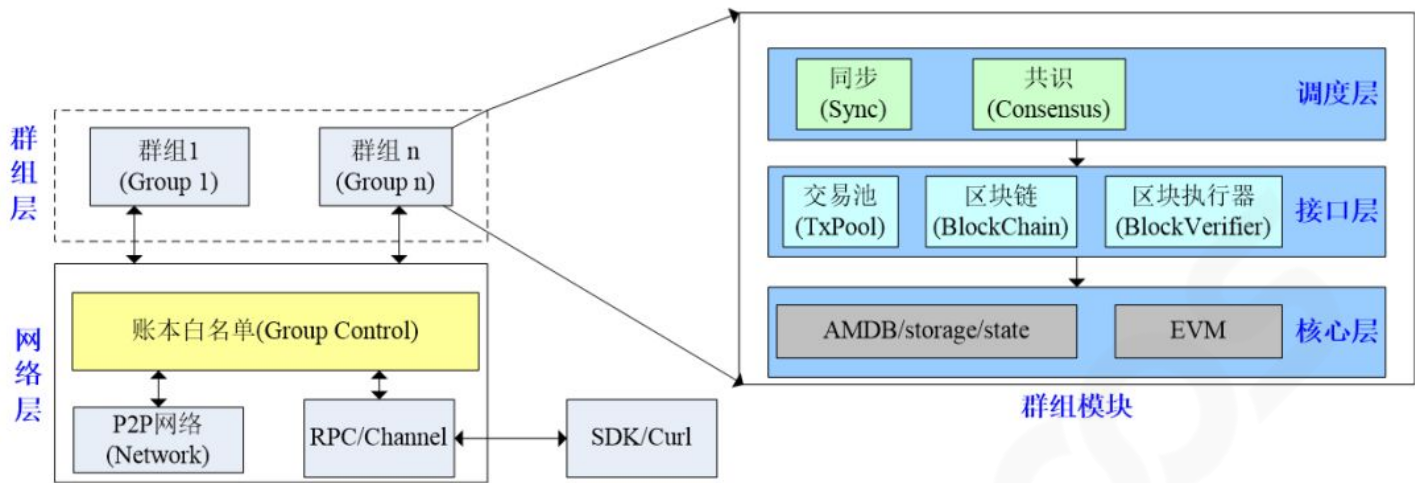 群组层
群组1
(Group 1)
群组 n
(Group n)
网络层
账本白名单(Group Control)
P2P网络
(Network)
RPC/Channel
SDK/Curl
同步
(Sync)
共识
(Consensus)
调度层
交易池
(TxPool)
区块链
(BlockChain)
区块执行器
(BlockVerifier)
接口层
AMDB/storage/state
EVM
核心层
群组模块